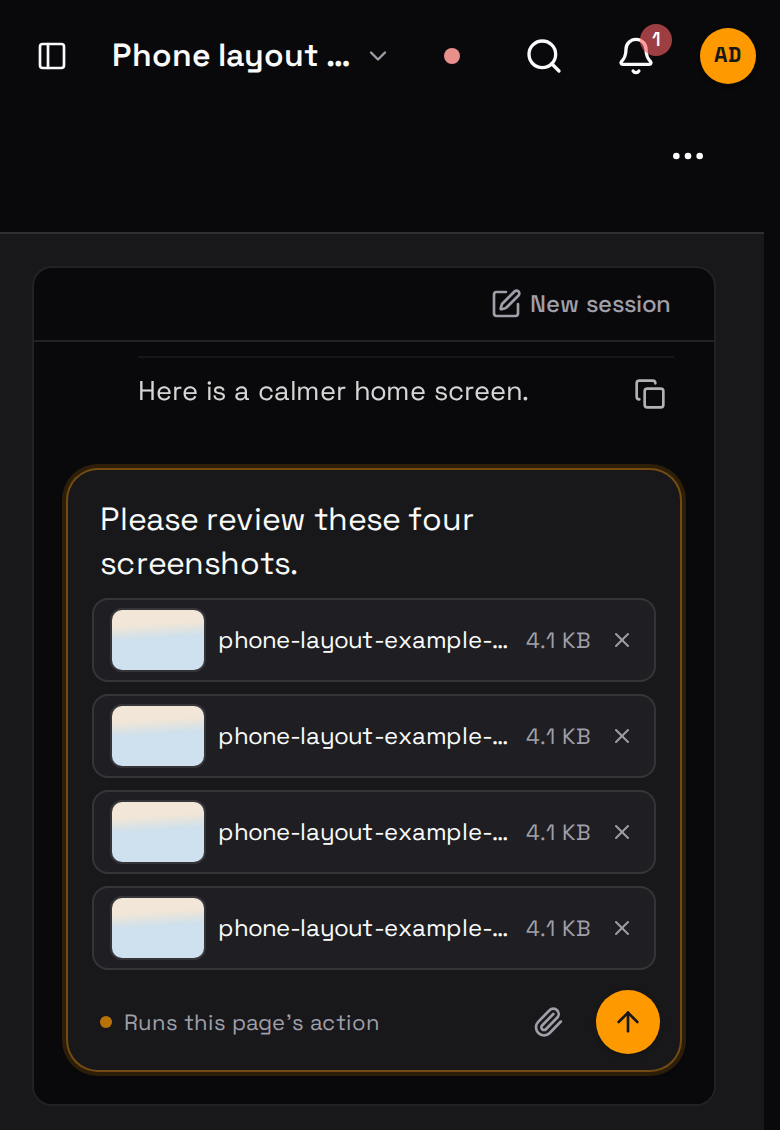 Phone layout ...
1
AD
New session
Here is a calmer home screen.
Please review these four
screenshots.
phone-layout-example-... 4.1 KB
phone-layout-example-... 4.1 KB
phone-layout-example-... 4.1 KB
phone-layout-example-... 4.1 KB
Runs this page's action